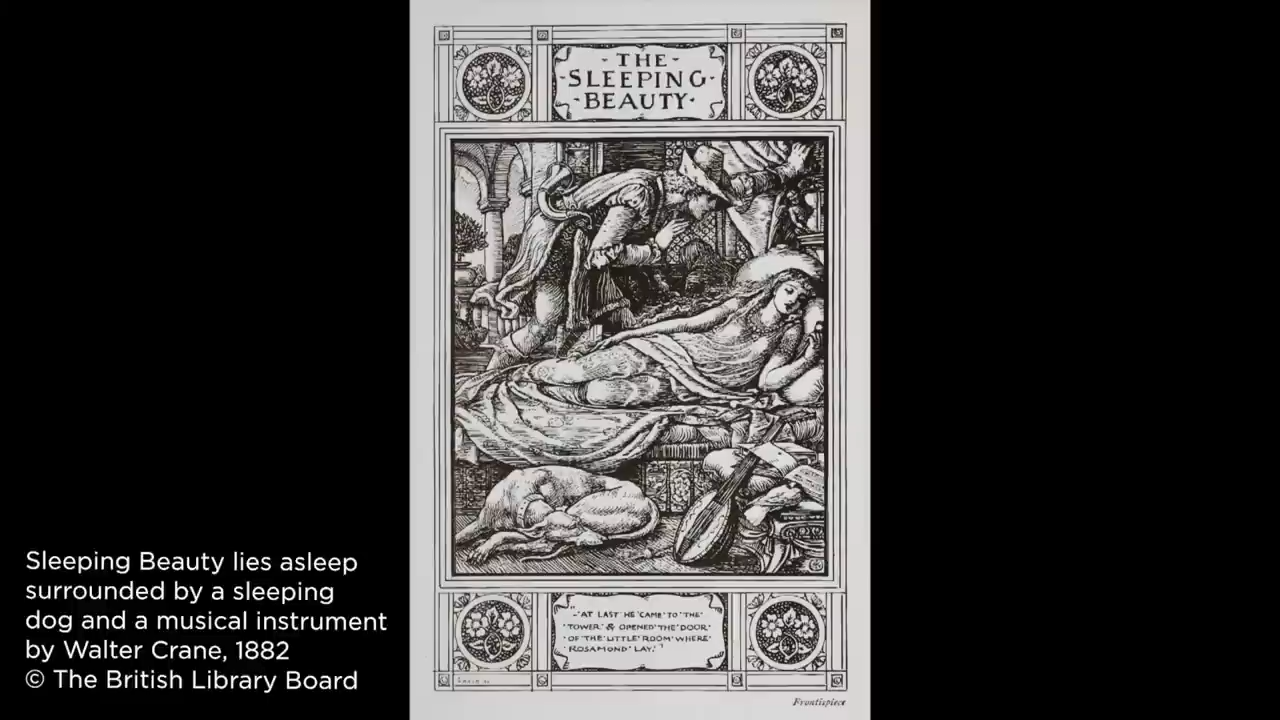 THE
SLEEPING
BEAUTY
"AT LAST HE CAME TO THE
TOWER & OPENED THE DOOR
OF THE LITTLE ROOM WHERE
ROSAMOND LAY."
Frontispiece
Sleeping Beauty lies asleep
surrounded by a sleeping
dog and a musical instrument
by Walter Crane, 1882
© The British Library Board